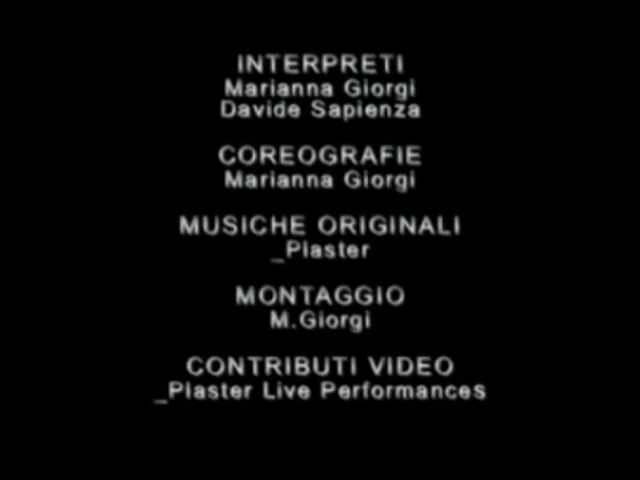 INTERPRETI
Marianna Giorgi
Davide Sapienza
COREOGRAFIE
Marianna Giorgi
MUSICHE ORIGINALI
_Plaster
MONTAGGIO
M.Giorgi
CONTRIBUTI VIDEO
_Plaster Live Performances